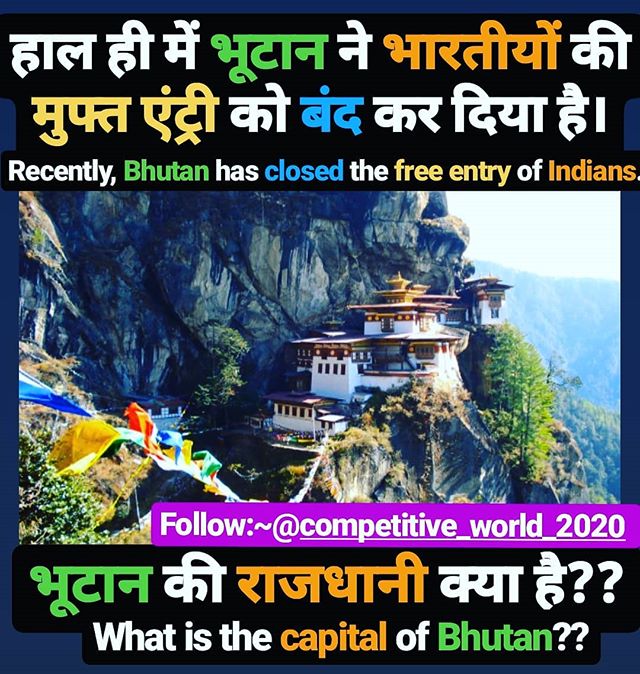 हाल ही में भूटान ने भारतीयों की
मुफ्त एंट्री को बंद कर दिया है।
Recently, Bhutan has closed the free entry of Indians.
Follow:~@competitive_world_2020
भूटान की राजधानी क्या है??
What is the capital of Bhutan??